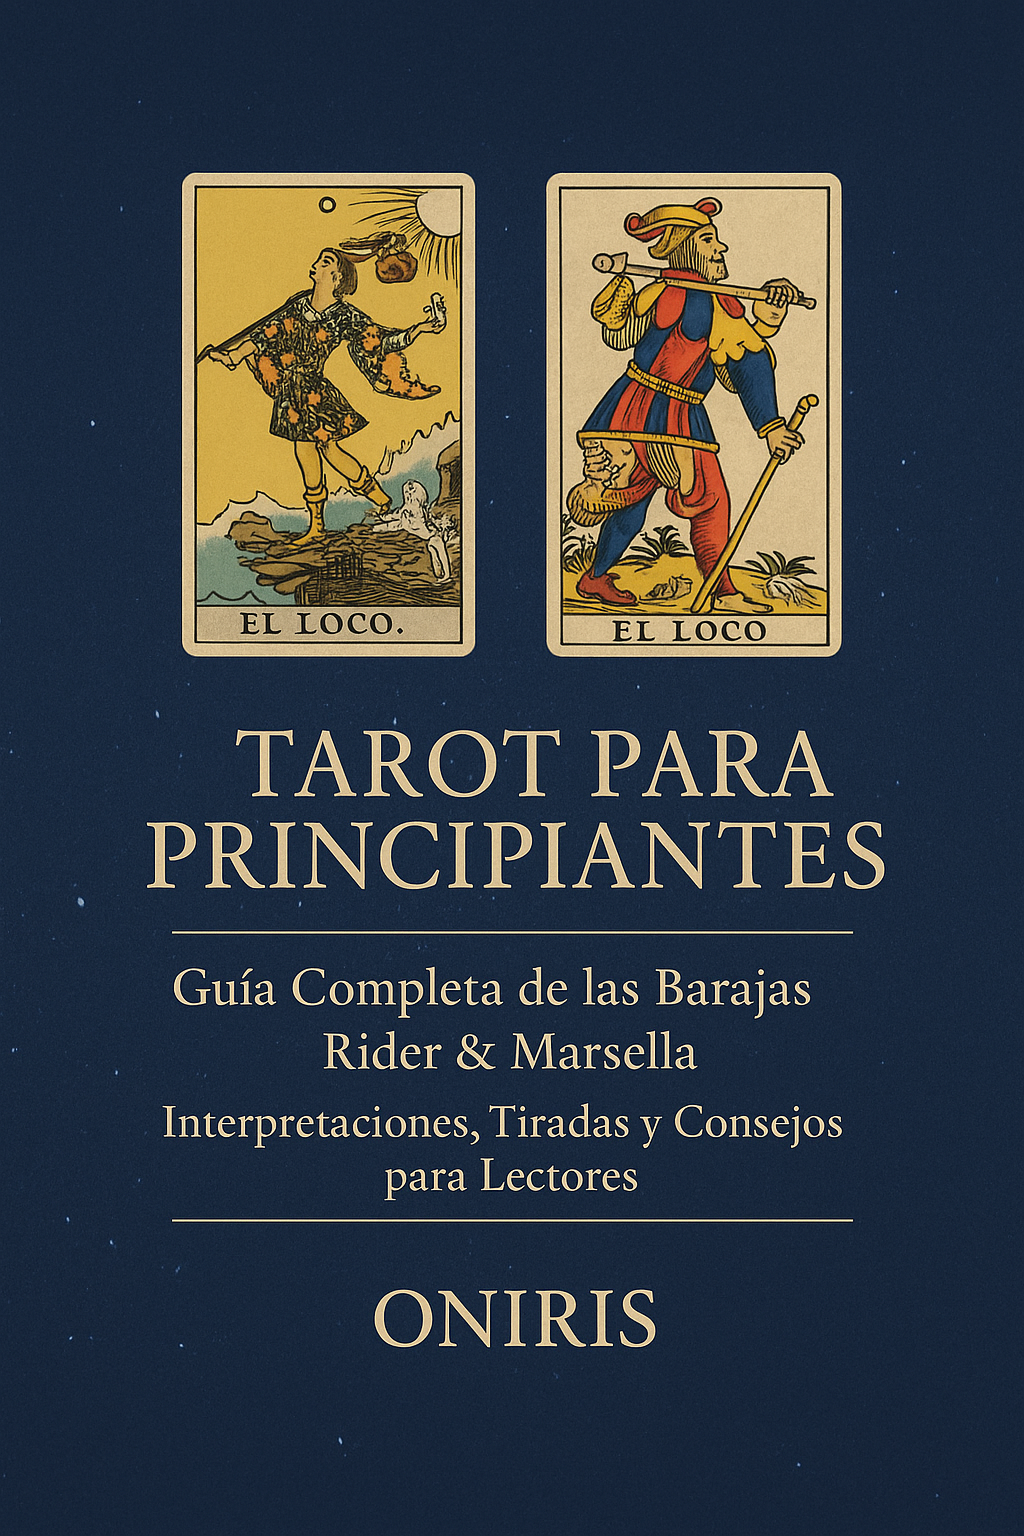 EL LOCO.
EL LOCO
TAROT PARA
PRINCIPIANTES
Guía Completa de las Barajas
Rider & Marsella
Interpretaciones, Tiradas y Consejos
para Lectores
ONIRIS